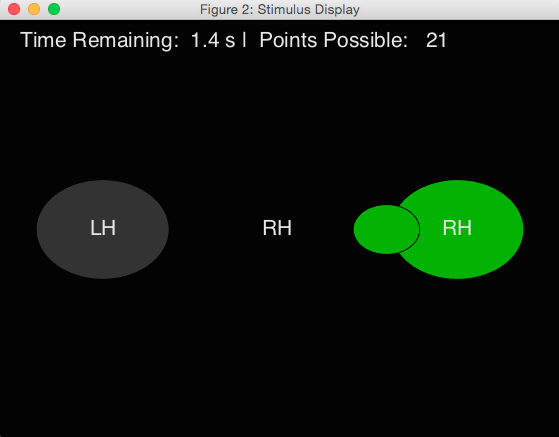 Figure 2: Stimulus Display
Time Remaining: 1.4 s | Points Possible: 21
LH RH RH